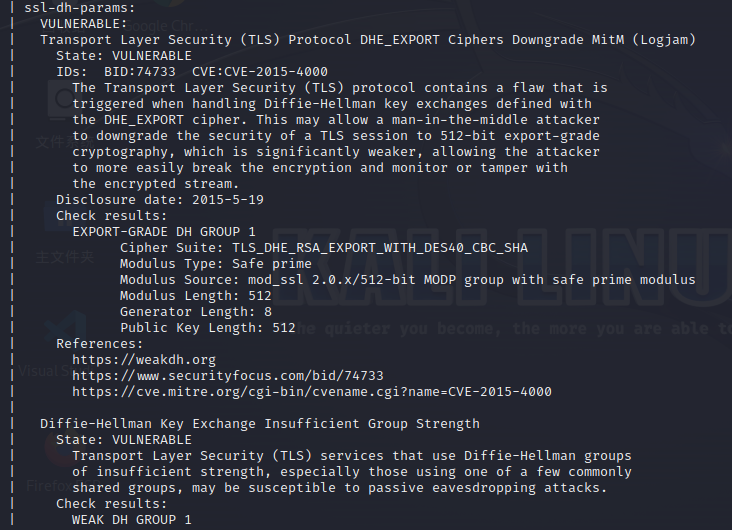 | ssl-dh-params:
|   VULNERABLE:
|   Transport Layer Security (TLS) Protocol DHE_EXPORT Ciphers Downgrade MitM (Logjam)
|     State: VULNERABLE
|     IDs:  BID:74733  CVE:CVE-2015-4000
|       The Transport Layer Security (TLS) protocol contains a flaw that is
|       triggered when handling Diffie-Hellman key exchanges defined with
|       the DHE_EXPORT cipher. This may allow a man-in-the-middle attacker
|       to downgrade the security of a TLS session to 512-bit export-grade
|       cryptography, which is significantly weaker, allowing the attacker
|       to more easily break the encryption and monitor or tamper with
|       the encrypted stream.
|     Disclosure date: 2015-5-19
|     Check results:
|       EXPORT-GRADE DH GROUP 1
|             Cipher Suite: TLS_DHE_RSA_EXPORT_WITH_DES40_CBC_SHA
|             Modulus Type: Safe prime
|             Modulus Source: mod_ssl 2.0.x/512-bit MODP group with safe prime modulus
|             Modulus Length: 512
|             Generator Length: 8
|             Public Key Length: 512
|     References:
|       https://weakdh.org
|       https://www.securityfocus.com/bid/74733
|       https://cve.mitre.org/cgi-bin/cvename.cgi?name=CVE-2015-4000
|
|   Diffie-Hellman Key Exchange Insufficient Group Strength
|     State: VULNERABLE
|       Transport Layer Security (TLS) services that use Diffie-Hellman groups
|       of insufficient strength, especially those using one of a few commonly
|       shared groups, may be susceptible to passive eavesdropping attacks.
|     Check results:
|       WEAK DH GROUP 1
Google Chr
主文件夹
KALI LINU
the quieter you become, the more you are able to
Visual
Firefox